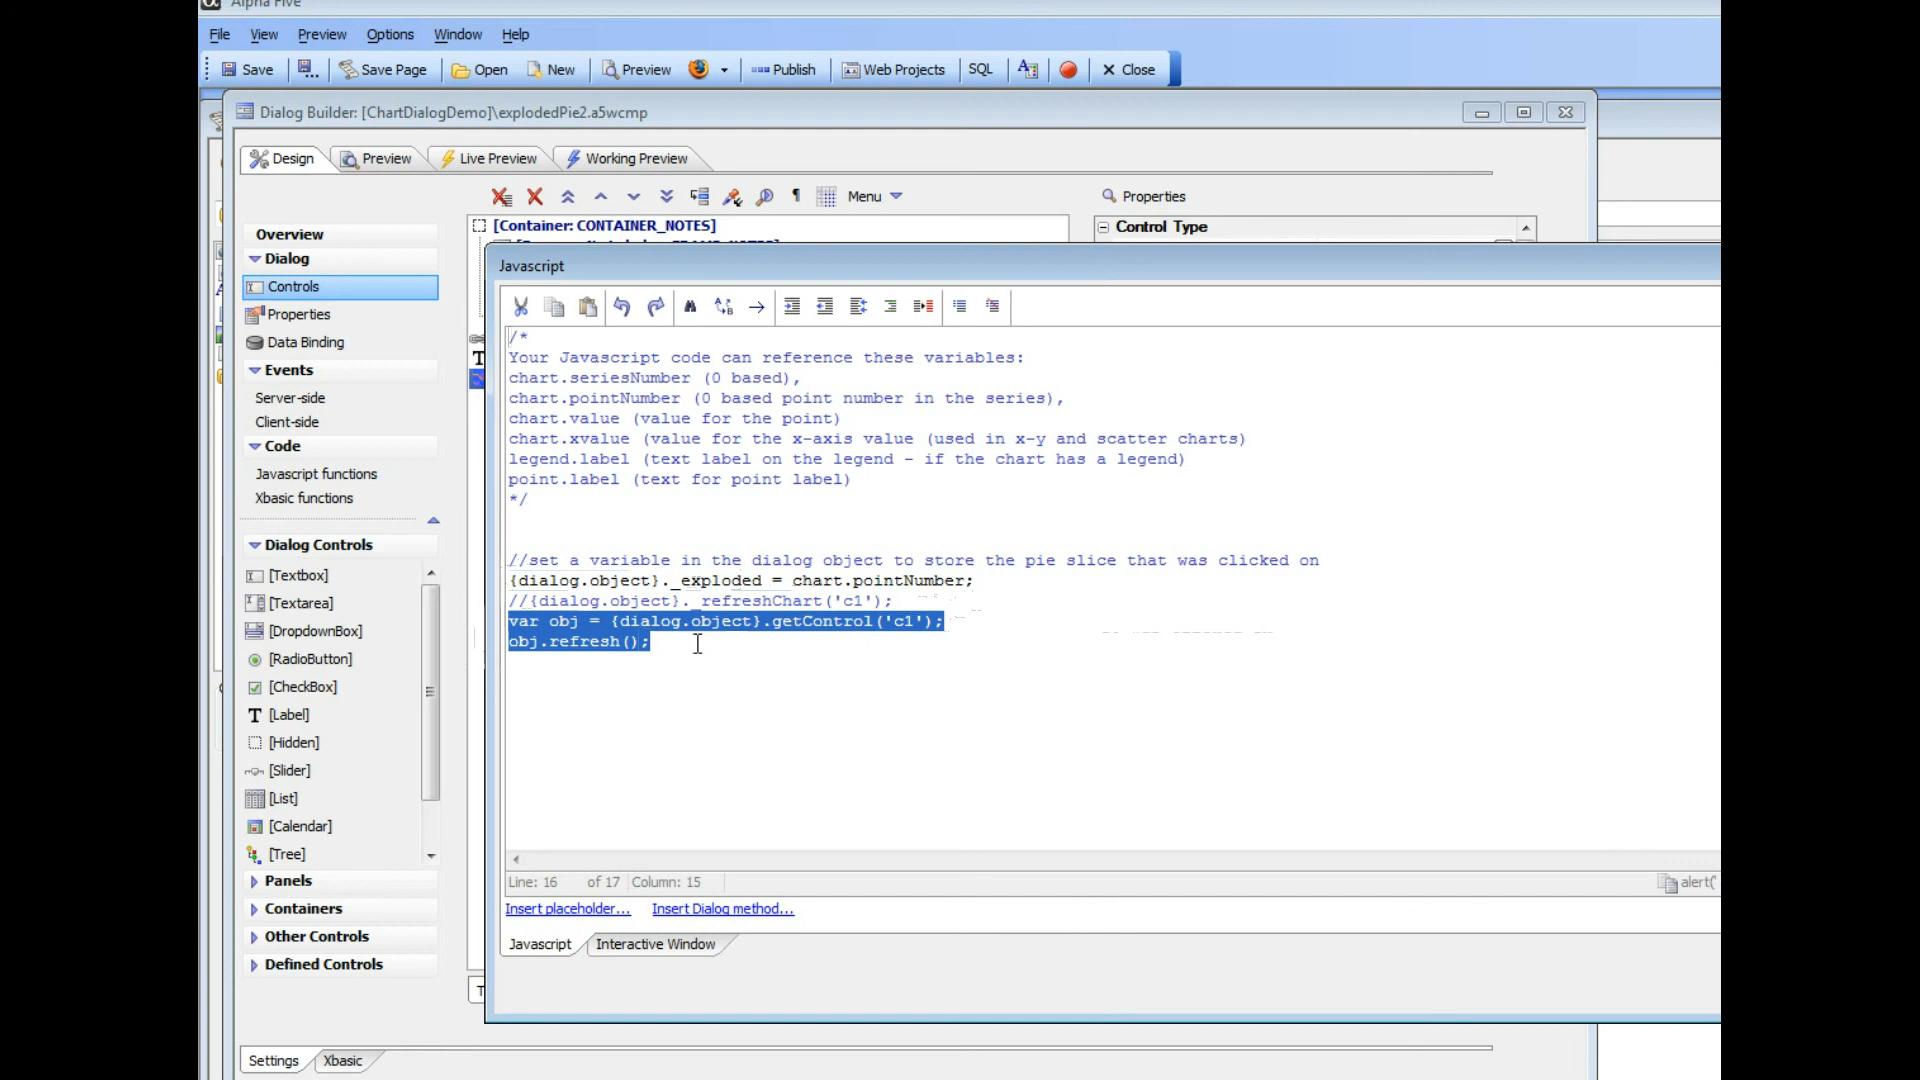 Alpha Five
File View Preview Options Window Help
Save Save Page Open New Preview Publish Web Projects SQL Close
Dialog Builder: [ChartDialogDemo]\explodedPie2.a5wcmp
Design Preview Live Preview Working Preview
Menu
Properties
Overview
Dialog
Controls
Properties
Data Binding
Events
Server-side
Client-side
Code
Javascript functions
Xbasic functions
Dialog Controls
[Textbox]
[Textarea]
[DropdownBox]
[RadioButton]
[CheckBox]
[Label]
[Hidden]
[Slider]
[List]
[Calendar]
[Tree]
Panels
Containers
Other Controls
Defined Controls
[Container: CONTAINER_NOTES]
Control Type
Javascript
/*
Your Javascript code can reference these variables:
chart.seriesNumber (0 based),
chart.pointNumber (0 based point number in the series),
chart.value (value for the point)
chart.xvalue (value for the x-axis value (used in x-y and scatter charts)
legend.label (text label on the legend - if the chart has a legend)
point.label (text for point label)
*/
//set a variable in the dialog object to store the pie slice that was clicked on
{dialog.object}._exploded = chart.pointNumber;
//{dialog.object}._refreshChart('c1');
var obj = {dialog.object}.getControl('c1');
obj.refresh();
Line: 16 of 17 Column: 15
alert('
Insert placeholder... Insert Dialog method...
Javascript Interactive Window
Settings Xbasic